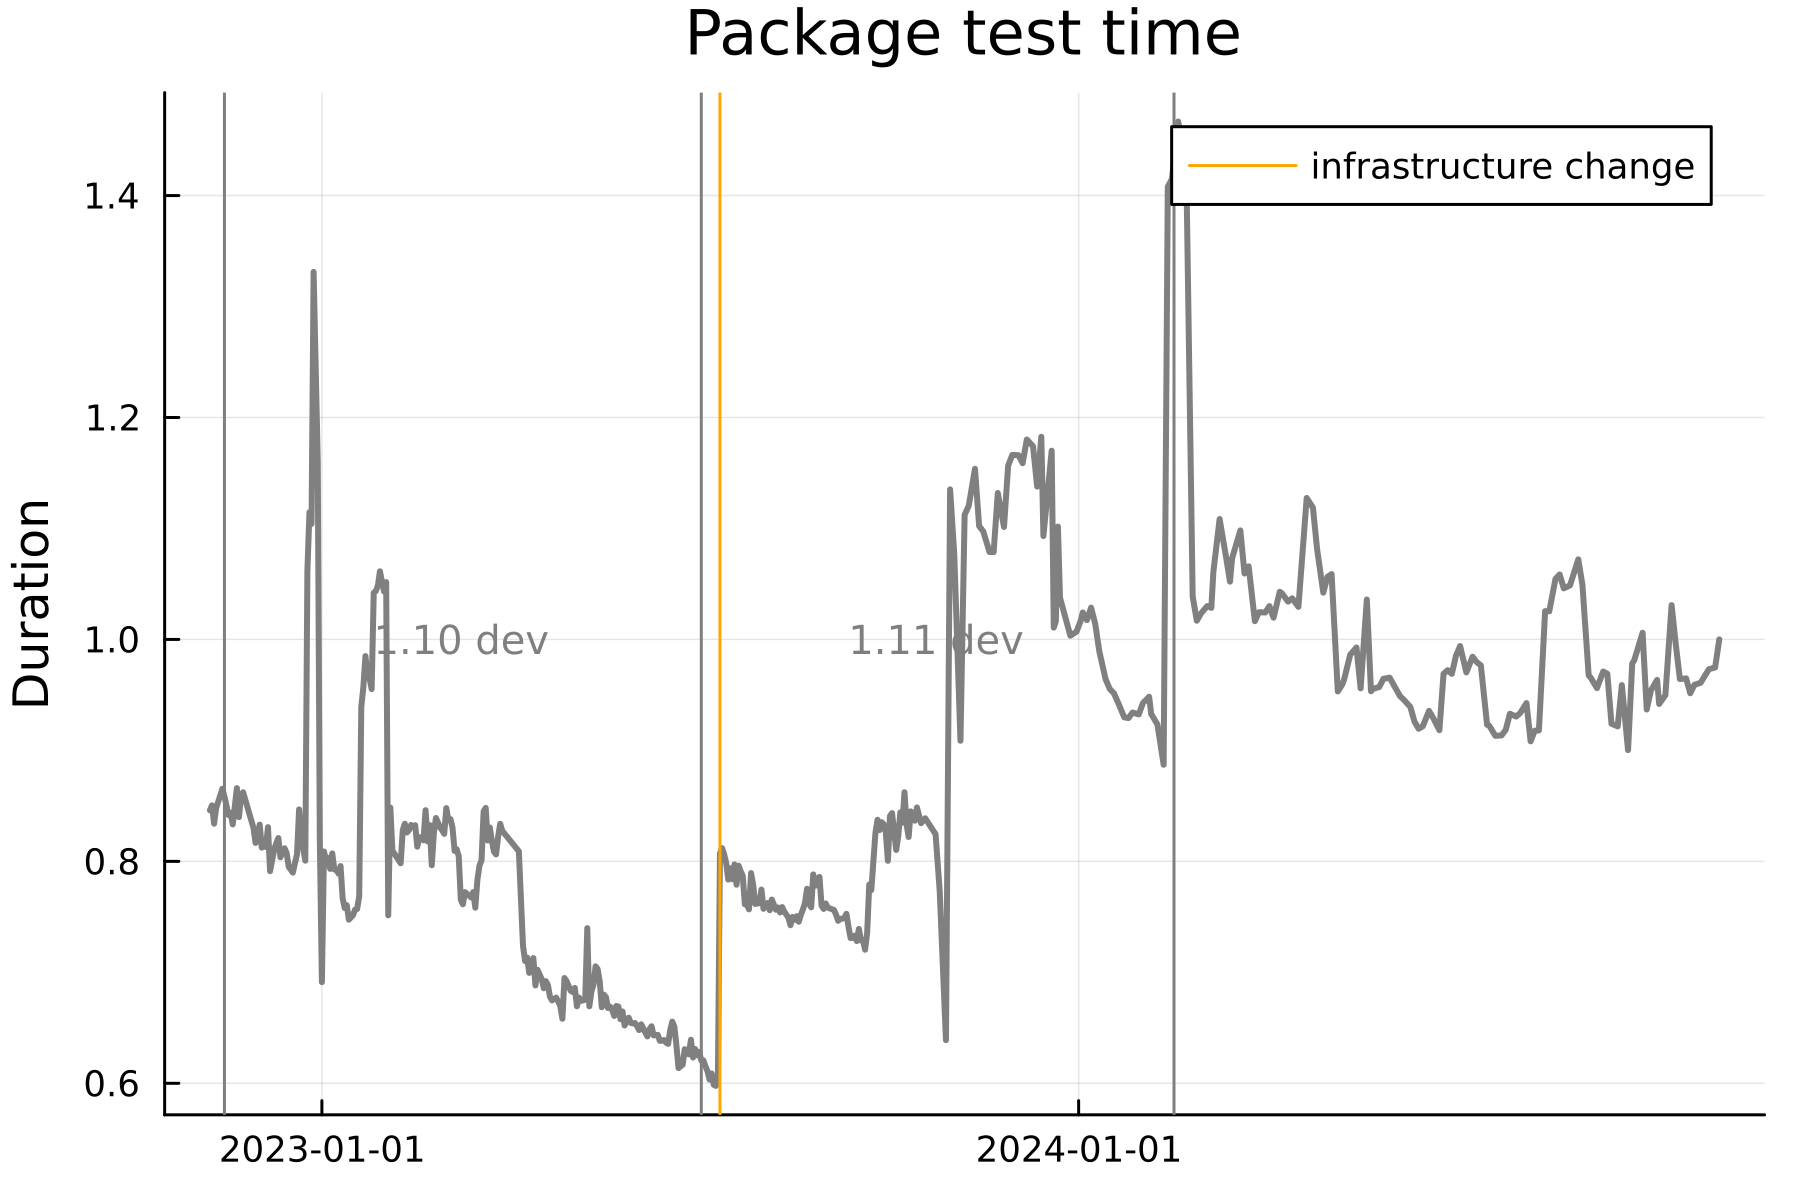 Package test time
infrastructure change
Duration
1.4
1.2
1.0
0.8
0.6
1.10 dev
1.11 dev
2023-01-01
2024-01-01